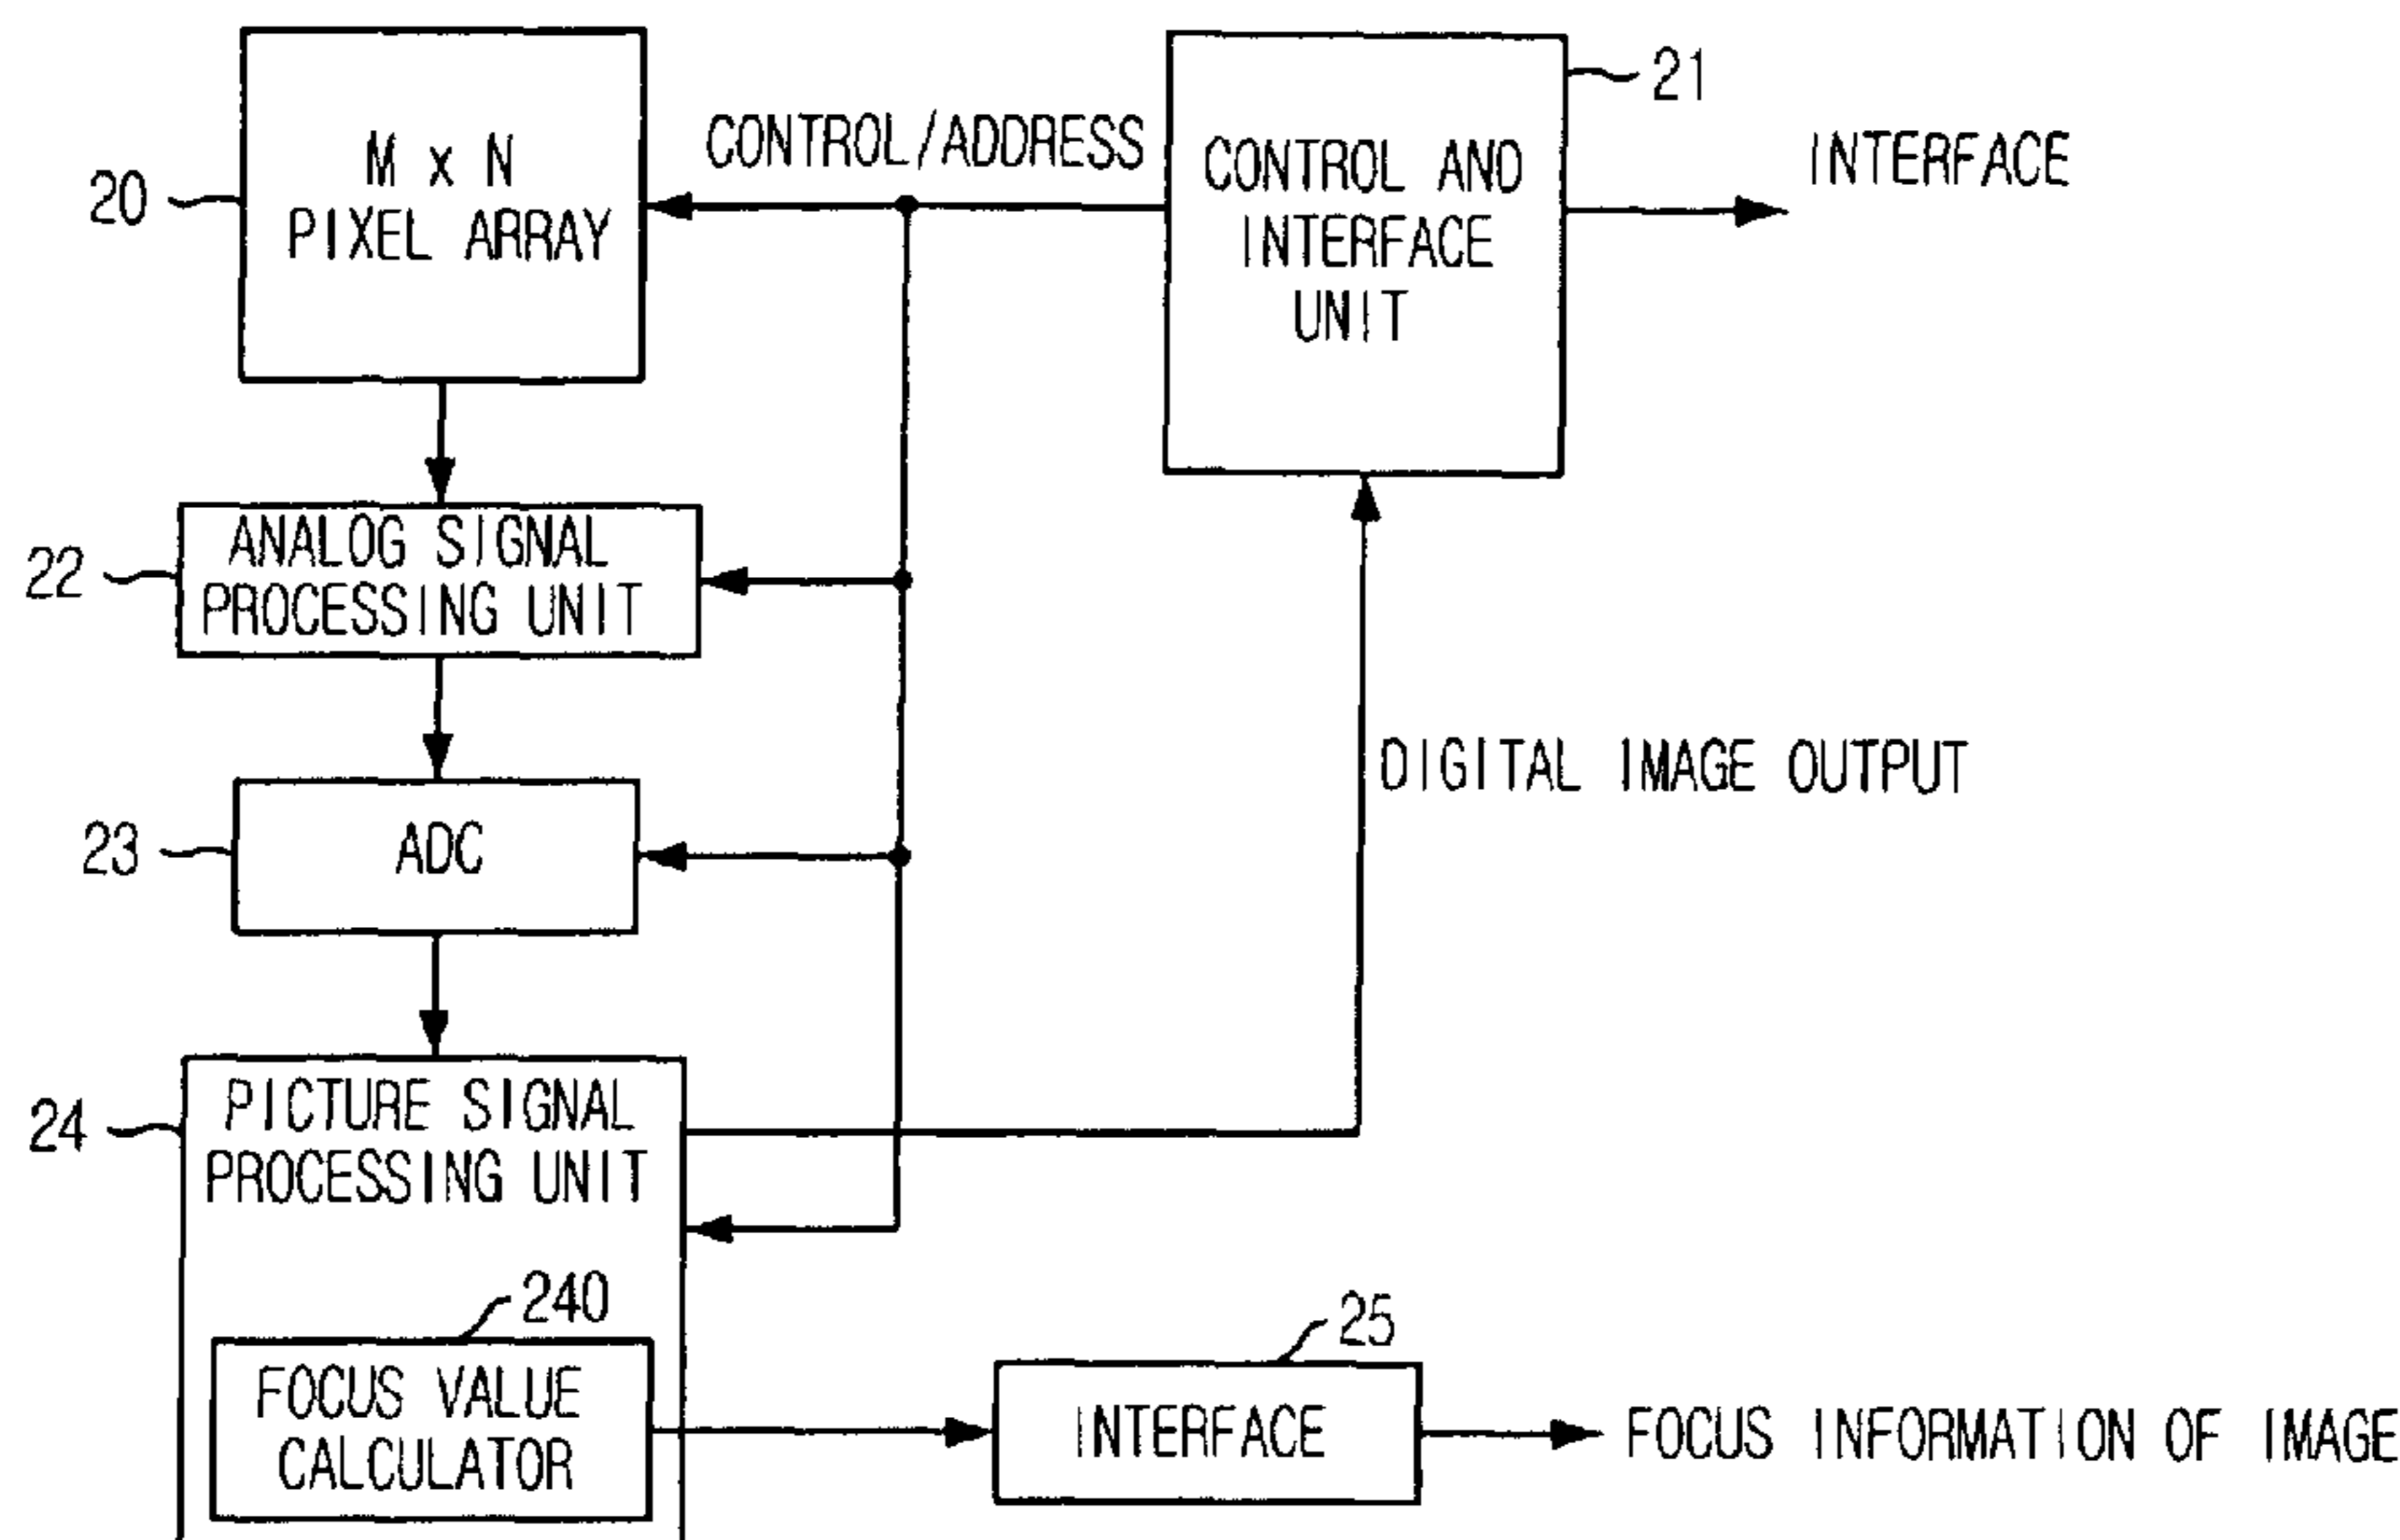 M x N
PIXEL ARRAY
20
CONTROL/ADDRESS
CONTROL AND
INTERFACE
UNIT
21
INTERFACE
22
ANALOG SIGNAL
PROCESSING UNIT
23
ADC
DIGITAL IMAGE OUTPUT
24
PICTURE SIGNAL
PROCESSING UNIT
240
FOCUS VALUE
CALCULATOR
25
INTERFACE
FOCUS INFORMATION OF IMAGE